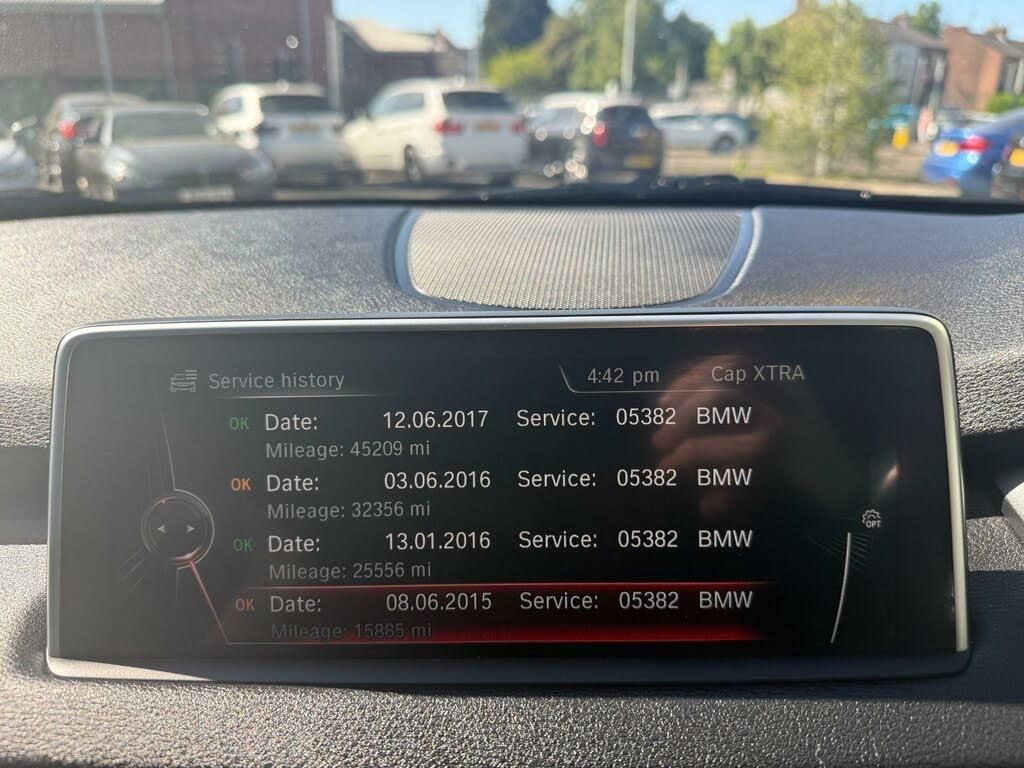 Service history 4:42 pm Cap XTRA
OK Date: 12.06.2017 Service: 05382 BMW
Mileage: 45209 mi
OK Date: 03.06.2016 Service: 05382 BMW
Mileage: 32356 mi
OK Date: 13.01.2016 Service: 05382 BMW
Mileage: 25556 mi
OPT
OK Date: 08.06.2015 Service: 05382 BMW
Mileage: 15885 mi